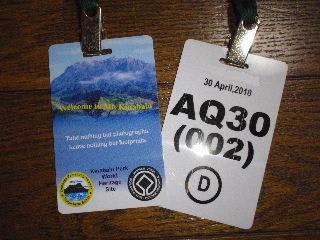 Welcome to Mt. Kinabalu
Take nothing but photographs,
Leave nothing but footprints.
Kinabalu Park
World
Heritage
Site
30 April,2010
AQ30
(002)
D